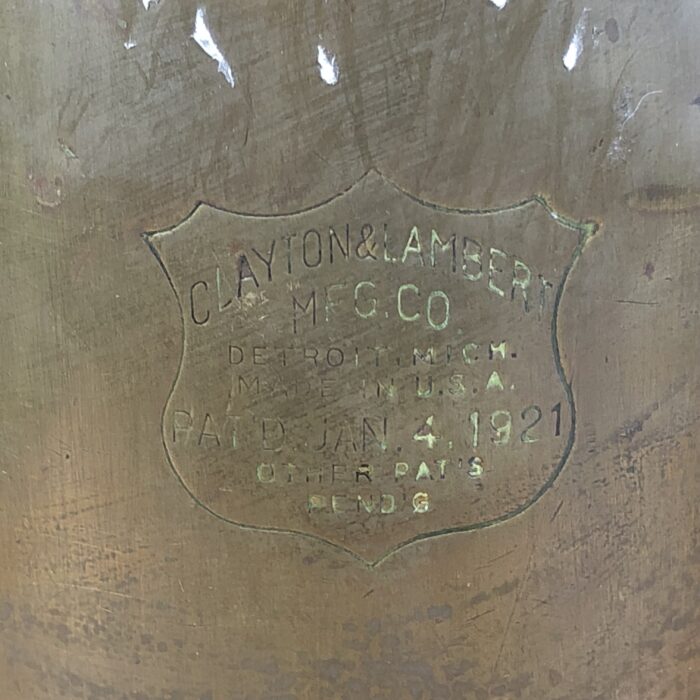 CLAYTON & LAMBERT
MFG. CO.
DETROIT, MICH.
MADE IN U.S.A.
PAT'D. JAN. 4, 1921
OTHER PAT'S
PEND'G